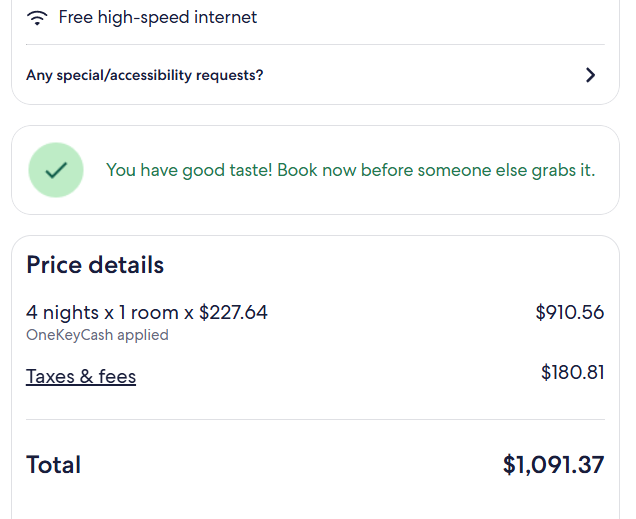 Free high-speed internet
Any special/accessibility requests?
You have good taste! Book now before someone else grabs it.
Price details
4 nights x 1 room x $227.64 $910.56
OneKeyCash applied
Taxes & fees $180.81
Total $1,091.37